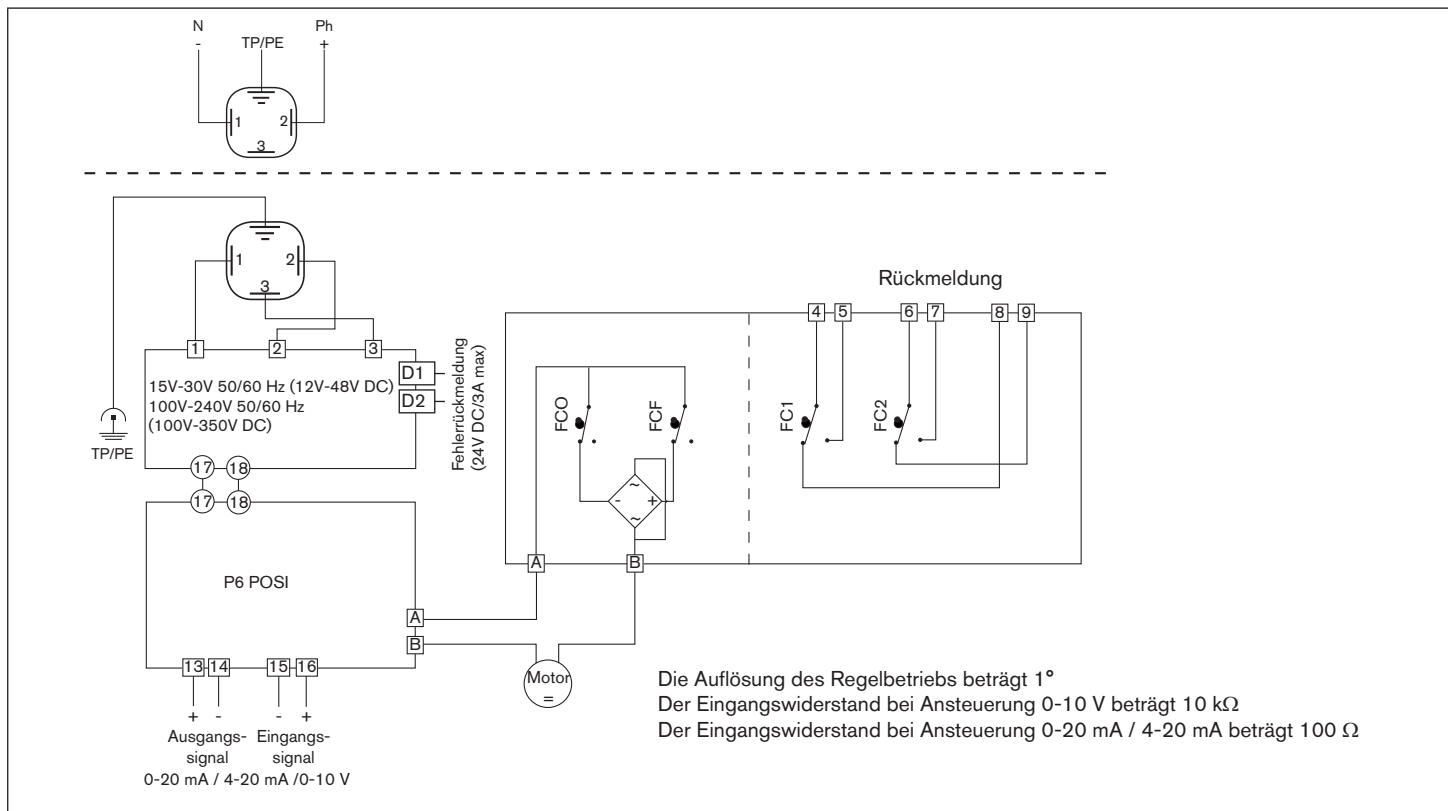 N
Ph
-
TP/PE
+
1
2
3
1
2
3
Rückmeldung
4
5
6
7
8
9
1
2
3
15V-30V 50/60 Hz (12V-48V DC)
100V-240V 50/60 Hz
(100V-350V DC)
D1
D2
Fehlerrückmeldung
(24V DC/3A max)
TP/PE
FCO
FCF
FC1
FC2
17
18
17
18
~
-
+
~
A
B
P6 POSI
A
B
13
14
15
16
+
-
-
+
Ausgangs-
signal
Eingangs-
signal
0-20 mA / 4-20 mA /0-10 V
Motor
=
Die Auflösung des Regelbetriebs beträgt 1°
Der Eingangswiderstand bei Ansteuerung 0-10 V beträgt 10 kΩ
Der Eingangswiderstand bei Ansteuerung 0-20 mA / 4-20 mA beträgt 100 Ω